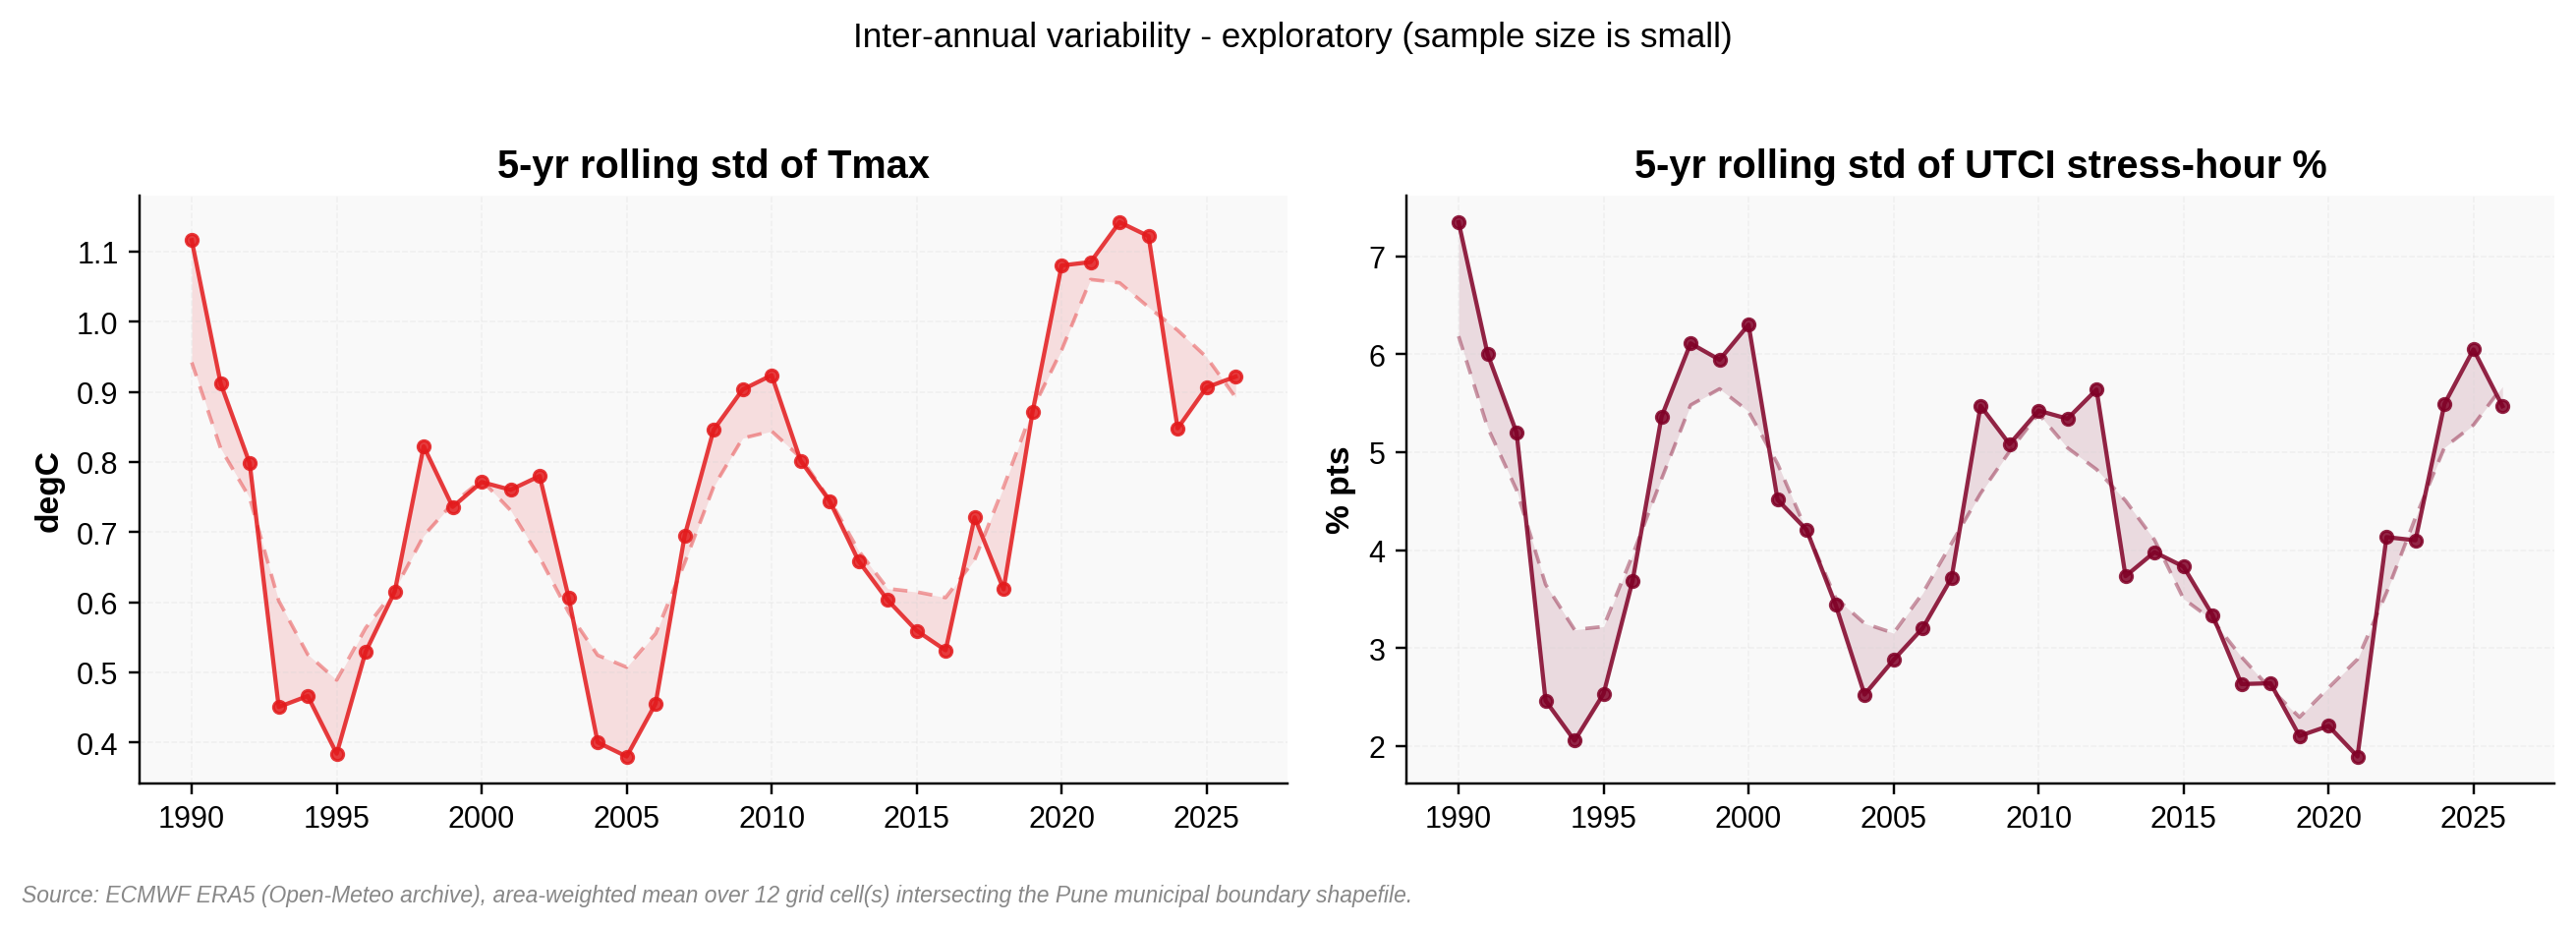 Inter-annual variability - exploratory (sample size is small)
5-yr rolling std of Tmax
degC
1.1
1.0
0.9
0.8
0.7
0.6
0.5
0.4
1990 1995 2000 2005 2010 2015 2020 2025
5-yr rolling std of UTCI stress-hour %
% pts
7
6
5
4
3
2
1990 1995 2000 2005 2010 2015 2020 2025
Source: ECMWF ERA5 (Open-Meteo archive), area-weighted mean over 12 grid cell(s) intersecting the Pune municipal boundary shapefile.